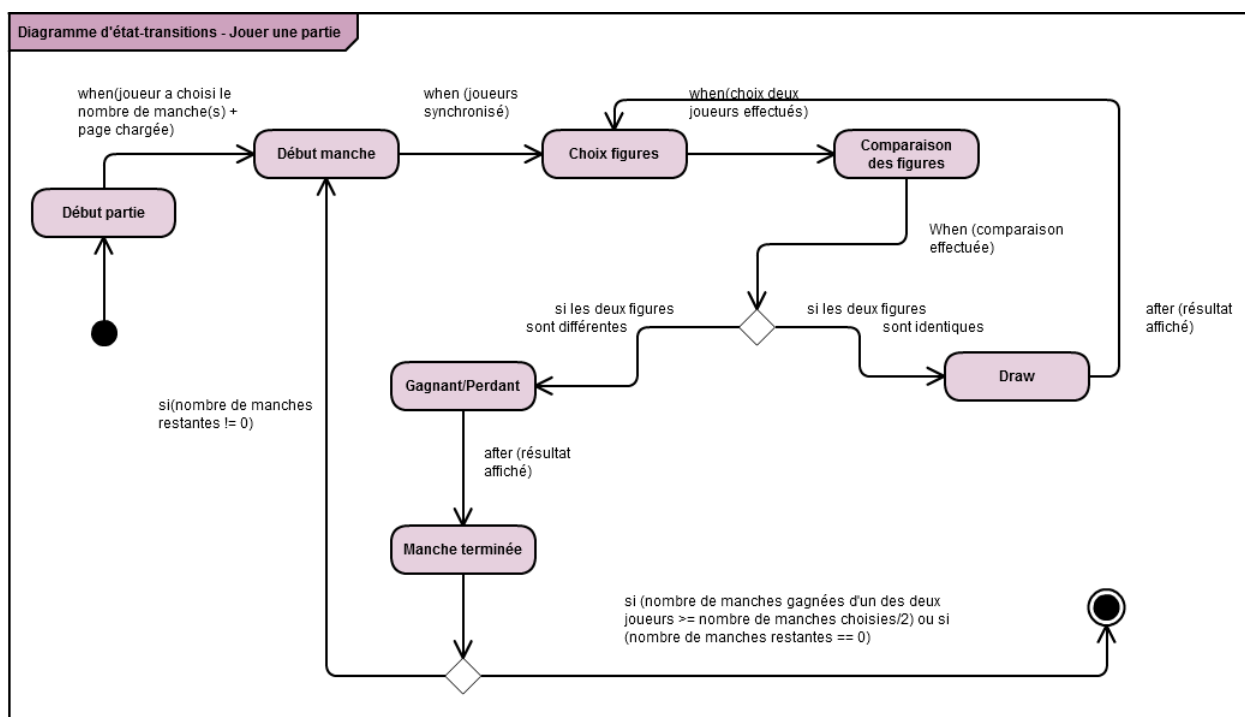 Diagramme d'état-transitions - Jouer une partie
when(joueur a choisi le
nombre de manche(s) +
page chargée)
when (joueurs
synchronisé)
when(choix deux
joueurs effectués)
Début manche
Choix figures
Comparaison
des figures
Début partie
When (comparaison
effectuée)
si les deux figures
sont différentes
si les deux figures
sont identiques
after (résultat
affiché)
Gagnant/Perdant
Draw
si(nombre de manches
restantes != 0)
after (résultat
affiché)
Manche terminée
si (nombre de manches gagnées d'un des deux
joueurs >= nombre de manches choisies/2) ou si
(nombre de manches restantes == 0)